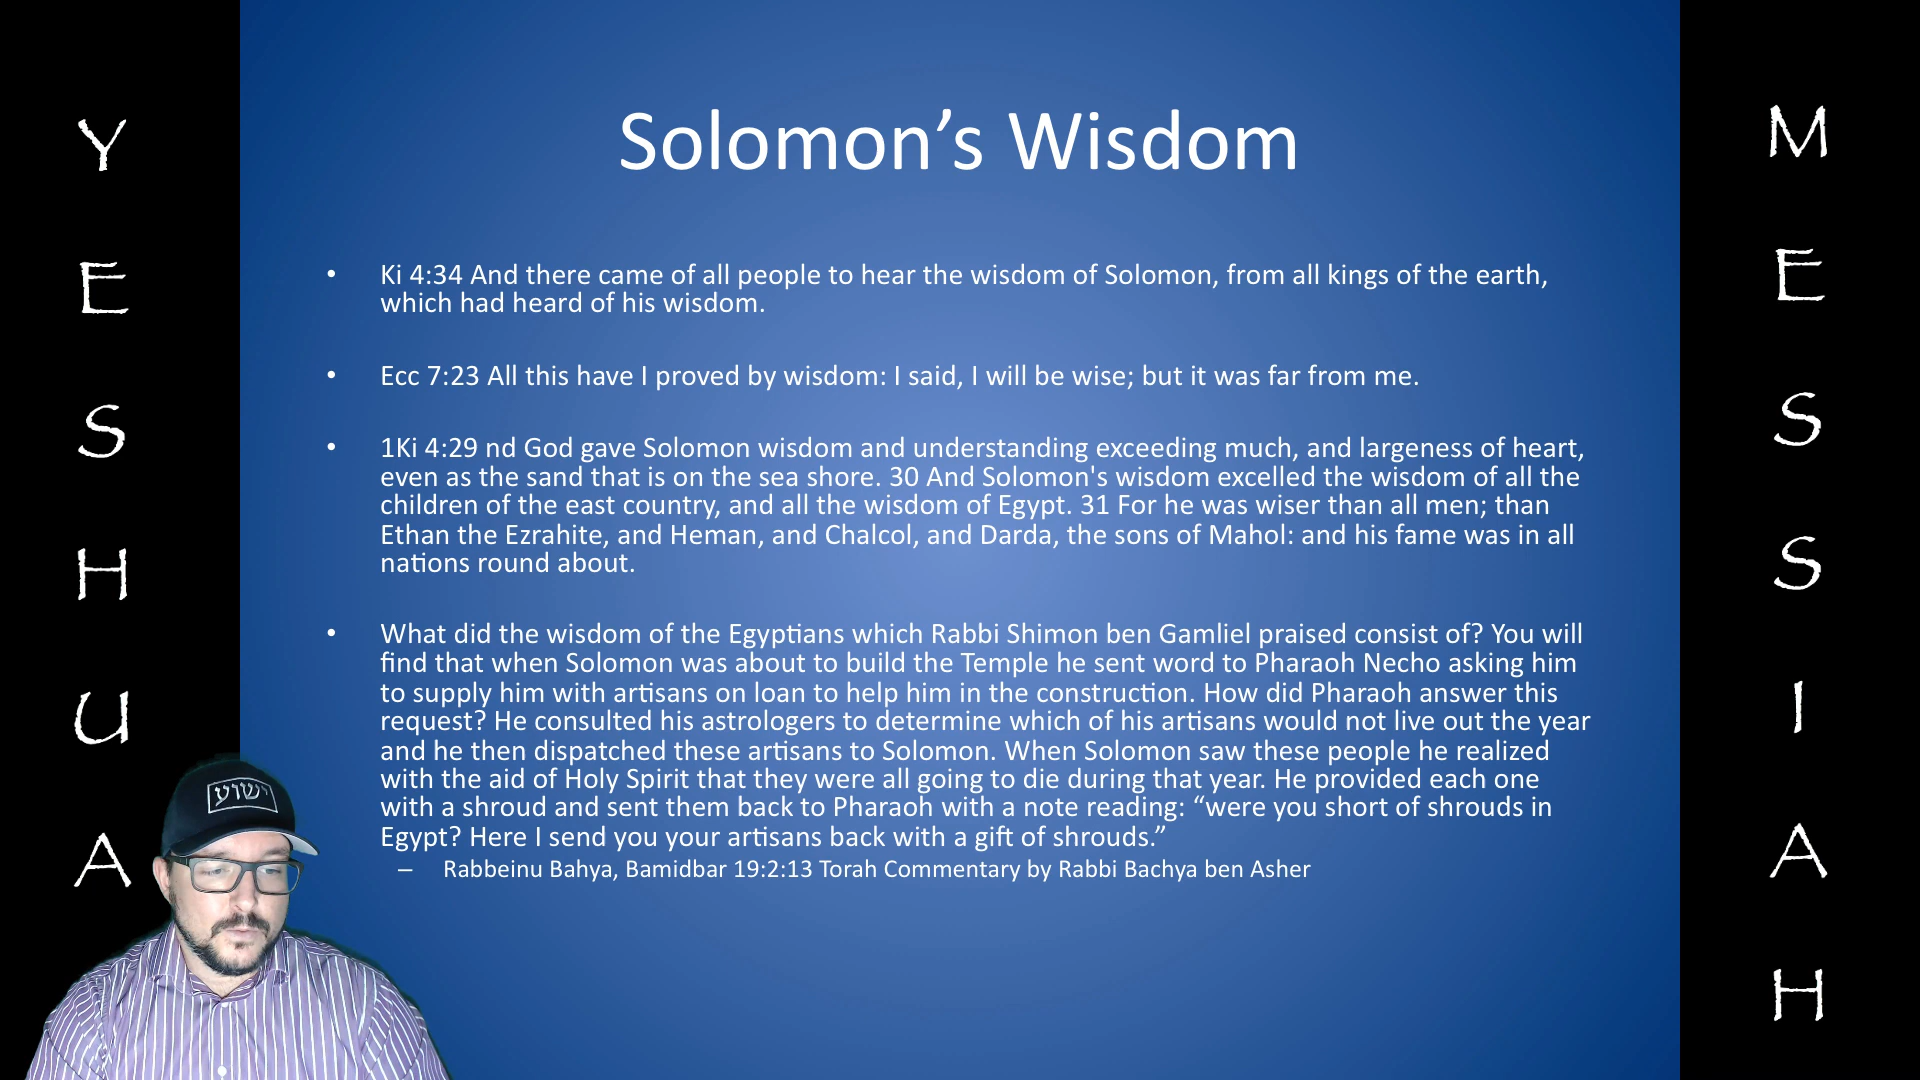 YESHUA
Solomon’s Wisdom
• Ki 4:34 And there came of all people to hear the wisdom of Solomon, from all kings of the earth,
which had heard of his wisdom.
• Ecc 7:23 All this have I proved by wisdom: I said, I will be wise; but it was far from me.
• 1Ki 4:29 nd God gave Solomon wisdom and understanding exceeding much, and largeness of heart,
even as the sand that is on the sea shore. 30 And Solomon's wisdom excelled the wisdom of all the
children of the east country, and all the wisdom of Egypt. 31 For he was wiser than all men; than
Ethan the Ezrahite, and Heman, and Chalcol, and Darda, the sons of Mahol: and his fame was in all
nations round about.
• What did the wisdom of the Egyptians which Rabbi Shimon ben Gamliel praised consist of? You will
find that when Solomon was about to build the Temple he sent word to Pharaoh Necho asking him
to supply him with artisans on loan to help him in the construction. How did Pharaoh answer this
request? He consulted his astrologers to determine which of his artisans would not live out the year
and he then dispatched these artisans to Solomon. When Solomon saw these people he realized
with the aid of Holy Spirit that they were all going to die during that year. He provided each one
with a shroud and sent them back to Pharaoh with a note reading: “were you short of shrouds in
Egypt? Here I send you your artisans back with a gift of shrouds.”
– Rabbeinu Bahya, Bamidbar 19:2:13 Torah Commentary by Rabbi Bachya ben Asher
ישוע
MESSIAH